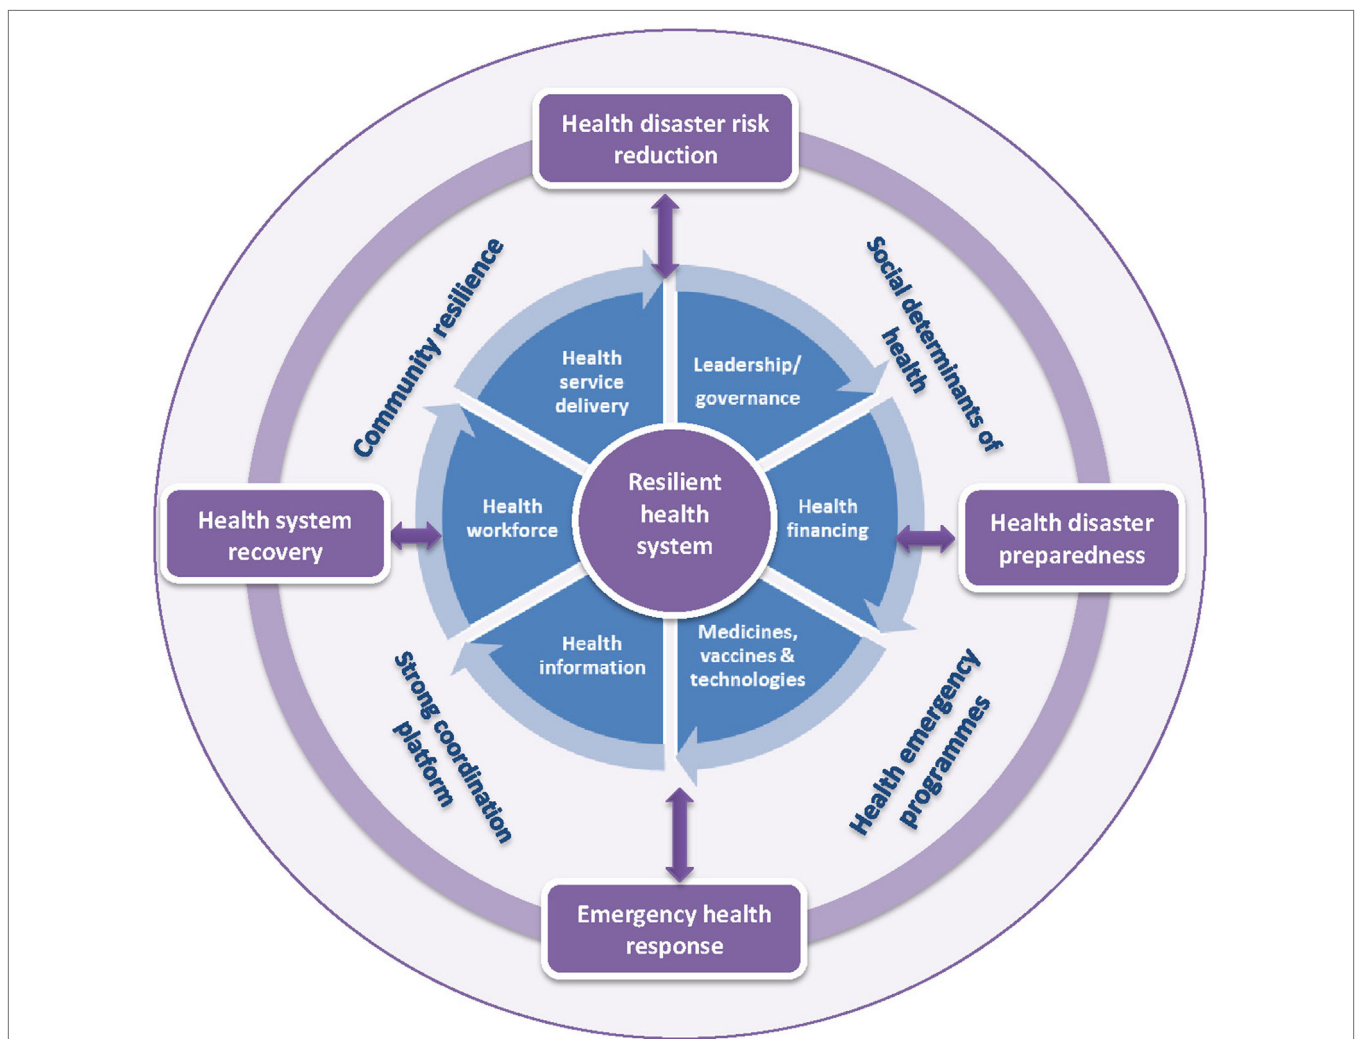 Health disaster risk
reduction
Community resilience
Social determinants of
health
Health
service
delivery
Leadership/
governance
Resilient
health
system
Health system
recovery
Health
workforce
Health
financing
Health disaster
preparedness
Health
information
Medicines,
vaccines &
technologies
Strong coordination
platform
Health emergency
programmes
Emergency health
response